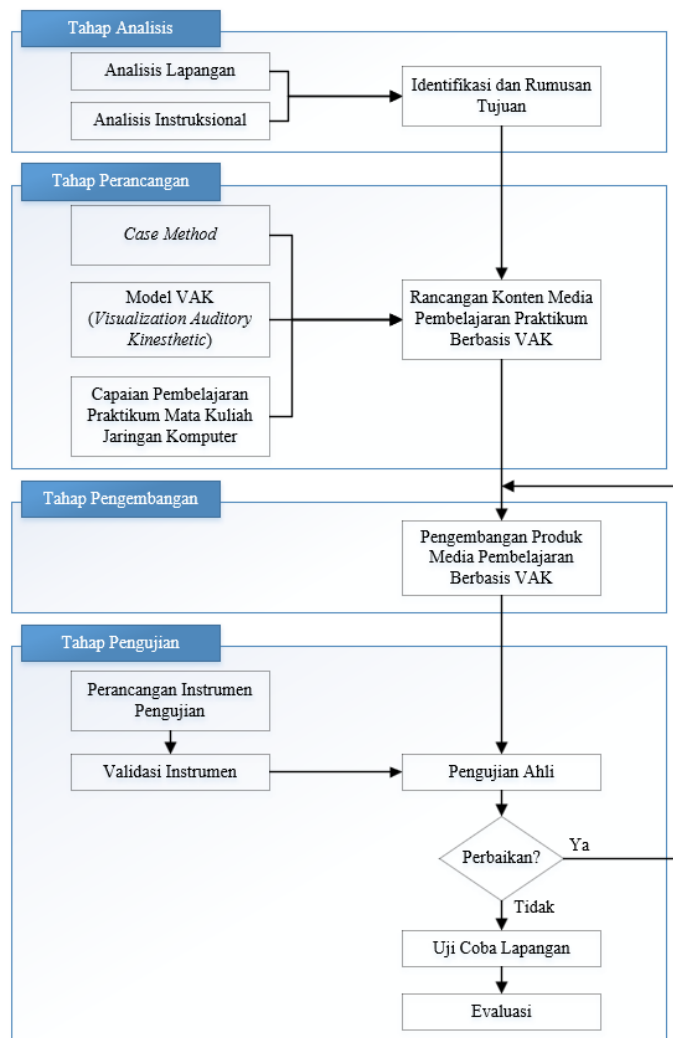 Tahap Analisis
Analisis Lapangan
Analisis Instruksional
Identifikasi dan Rumusan
Tujuan
Tahap Perancangan
Case Method
Model VAK
(Visualization Auditory
Kinesthetic)
Capaian Pembelajaran
Praktikum Mata Kuliah
Jaringan Komputer
Rancangan Konten Media
Pembelajaran Praktikum
Berbasis VAK
Tahap Pengembangan
Pengembangan Produk
Media Pembelajaran
Berbasis VAK
Tahap Pengujian
Perancangan Instrumen
Pengujian
Validasi Instrumen
Pengujian Ahli
Perbaikan?
Ya
Tidak
Uji Coba Lapangan
Evaluasi